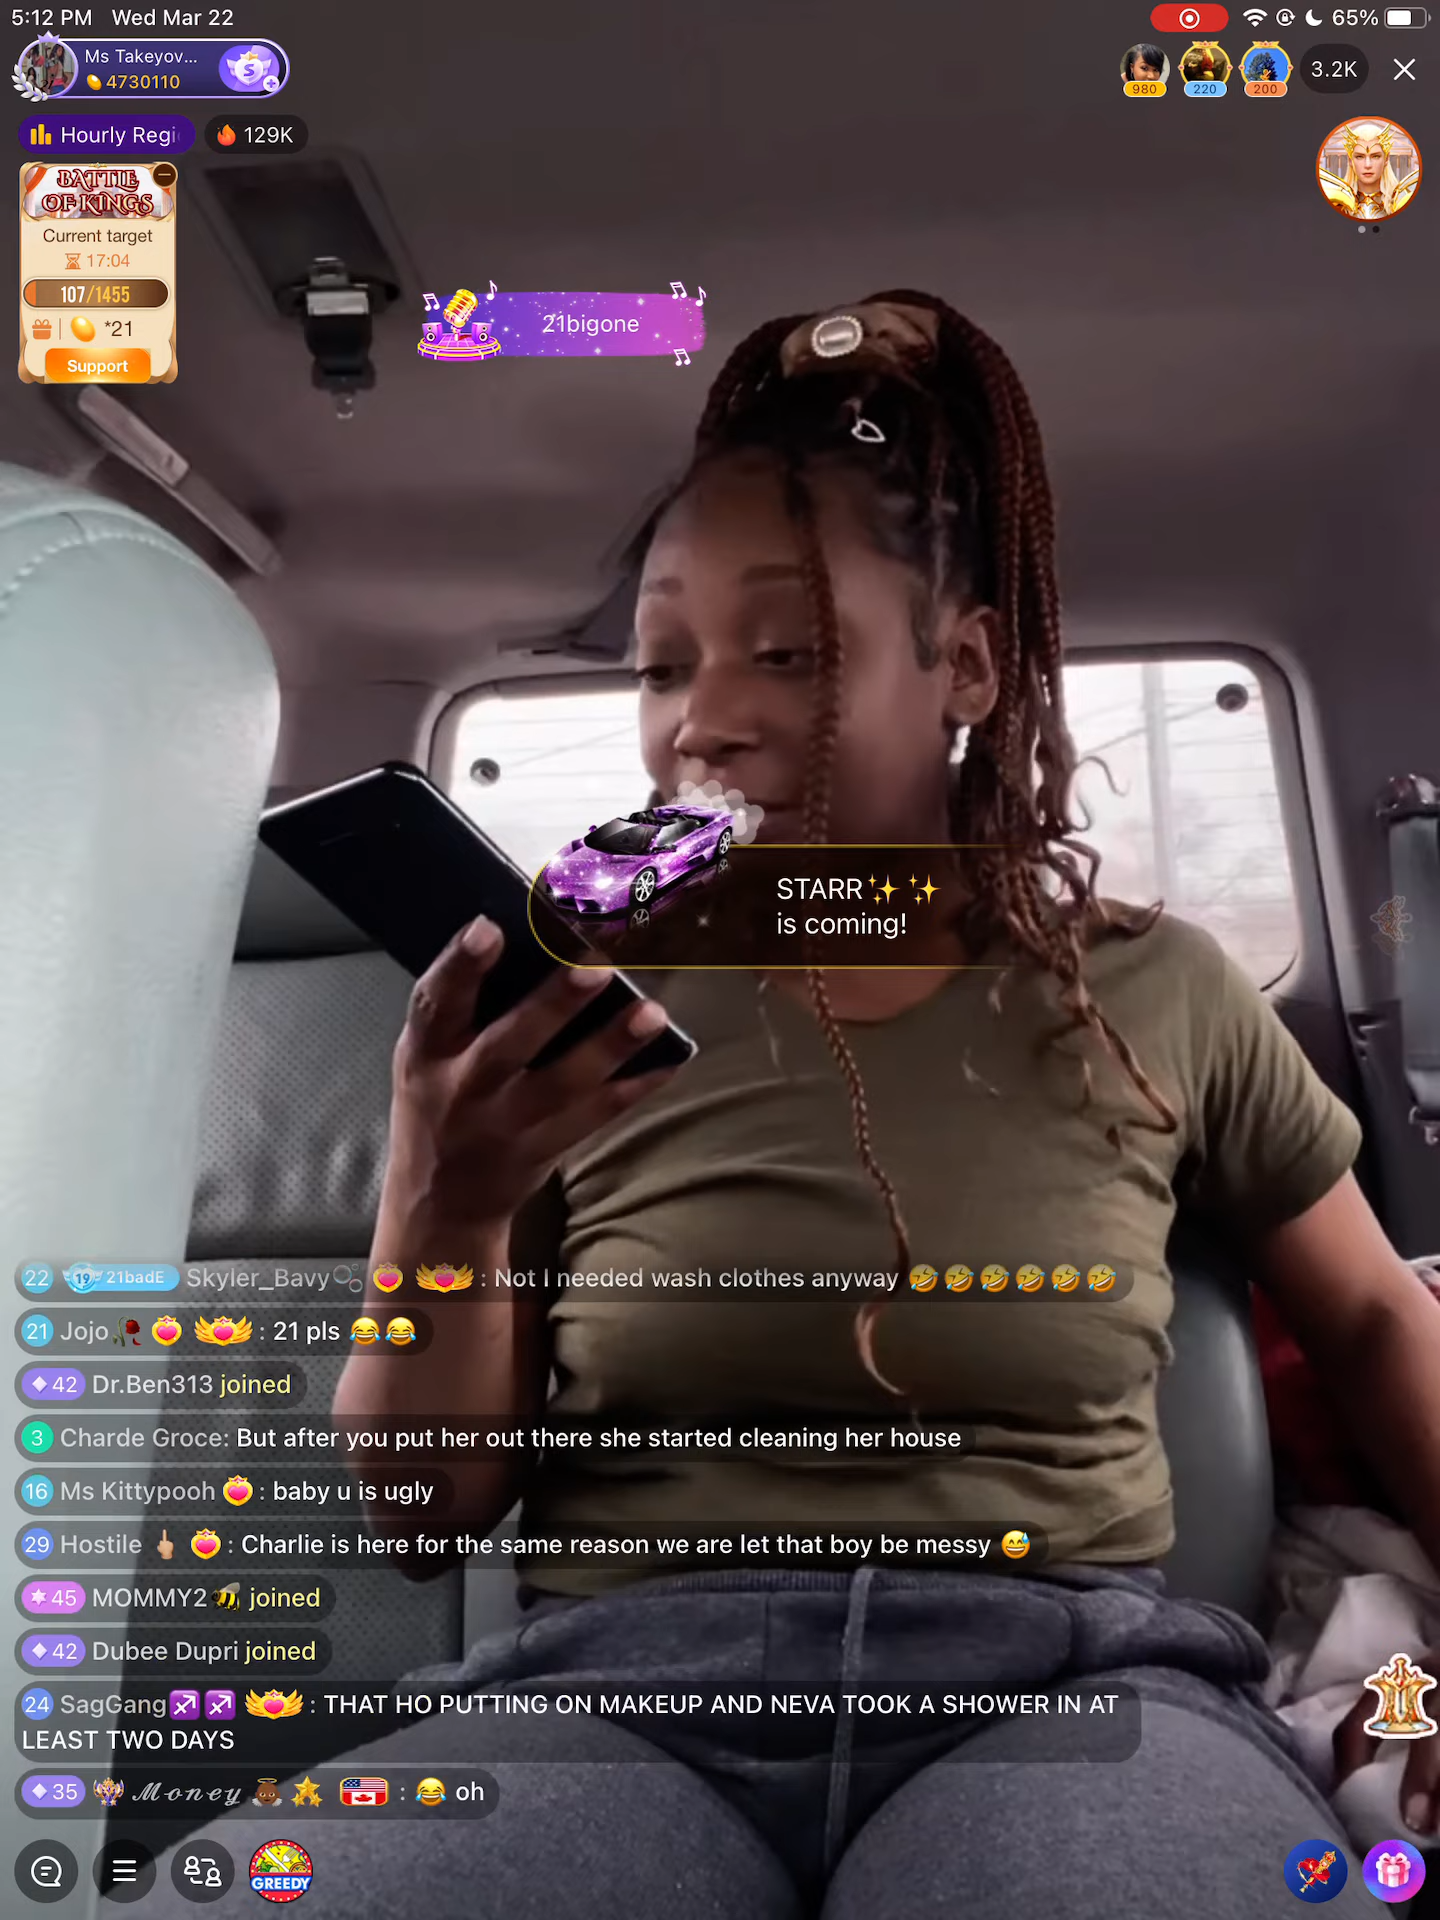 5:12 PM Wed Mar 22
65%
Ms Takeyov...
S
4730110
980
220
200
3.2K
Hourly Regi
129K
BATTLE
OF KINGS
Current target
17:04
107/1455
*21
Support
21bigone
STARR✨ ✨
is coming!
22 19 21badE Skyler_Bavy🫧 : Not I needed wash clothes anyway 🤣🤣🤣🤣🤣🤣
21 Jojo🥀 : 21 pls 😂😂
42 Dr.Ben313 joined
3 Charde Groce: But after you put her out there she started cleaning her house
16 Ms Kittypooh : baby u is ugly
29 Hostile 🖕🏼 : Charlie is here for the same reason we are let that boy be messy 😅
45 MOMMY2🐝 joined
42 Dubee Dupri joined
24 SagGang♐♐ : THAT HO PUTTING ON MAKEUP AND NEVA TOOK A SHOWER IN AT
LEAST TWO DAYS
35 𝓜𝓸𝓷𝓮𝔂 : 😂 oh
GREEDY